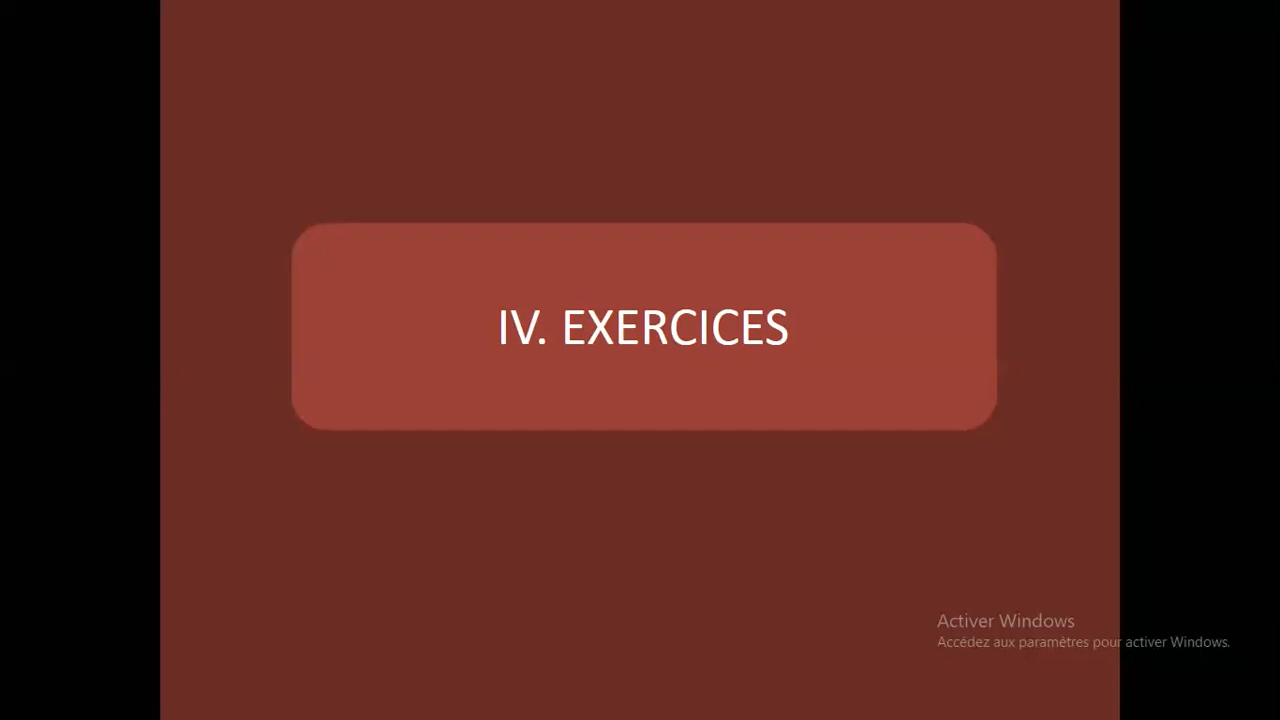 IV. EXERCICES
Activer Windows
Accédez aux paramètres pour activer Windows.